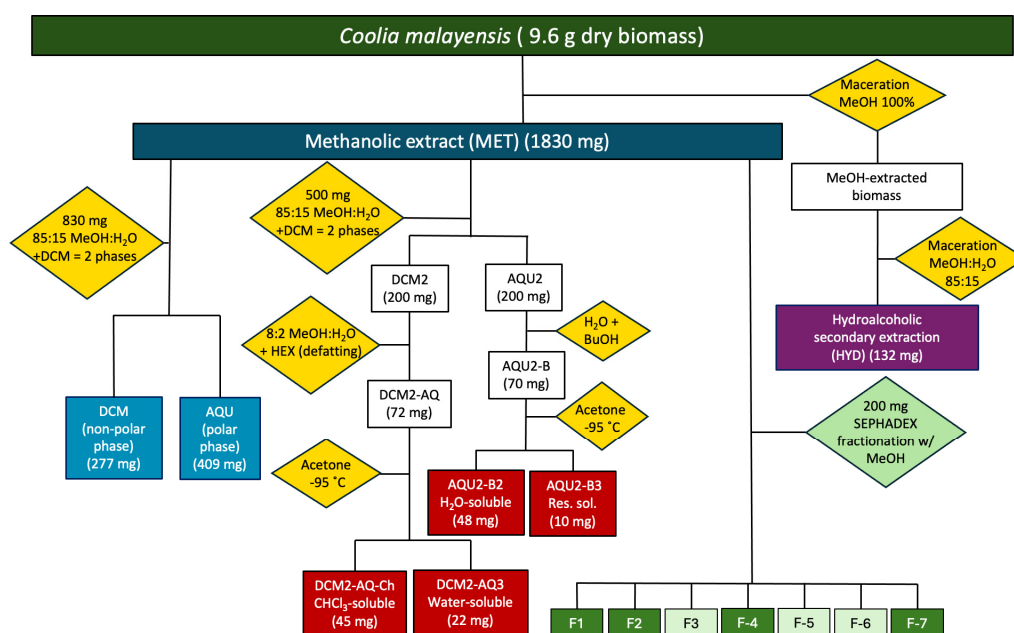 Coolia malayensis ( 9.6 g dry biomass)
Maceration
MeOH 100%
Methanolic extract (MET) (1830 mg)
MeOH-extracted
biomass
830 mg
85:15 MeOH:H₂O
+DCM = 2 phases
500 mg
85:15 MeOH:H₂O
+DCM = 2 phases
Maceration
MeOH:H₂O
85:15
DCM2
(200 mg)
AQU2
(200 mg)
8:2 MeOH:H₂O
+ HEX (defatting)
H₂O +
BuOH
Hydroalcoholic
secondary extraction
(HYD) (132 mg)
DCM2-AQ
(72 mg)
AQU2-B
(70 mg)
DCM
(non-polar
phase)
(277 mg)
AQU
(polar
phase)
(409 mg)
Acetone
-95 ˚C
200 mg
SEPHADEX
fractionation w/
MeOH
Acetone
-95 ˚C
AQU2-B2
H₂O-soluble
(48 mg)
AQU2-B3
Res. sol.
(10 mg)
DCM2-AQ-Ch
CHCl₃-soluble
(45 mg)
DCM2-AQ3
Water-soluble
(22 mg)
F1
F2
F3
F-4
F-5
F-6
F-7